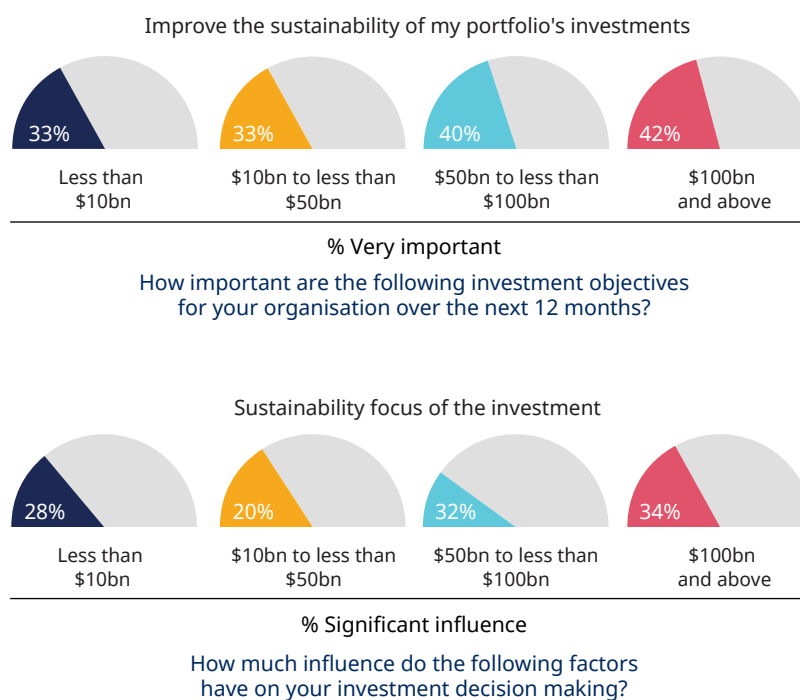 Improve the sustainability of my portfolio's investments
33%
33%
40%
42%
Less than
$10bn
$10bn to less than
$50bn
$50bn to less than
$100bn
$100bn
and above
% Very important
How important are the following investment objectives
for your organisation over the next 12 months?
Sustainability focus of the investment
28%
20%
32%
34%
Less than
$10bn
$10bn to less than
$50bn
$50bn to less than
$100bn
$100bn
and above
% Significant influence
How much influence do the following factors
have on your investment decision making?